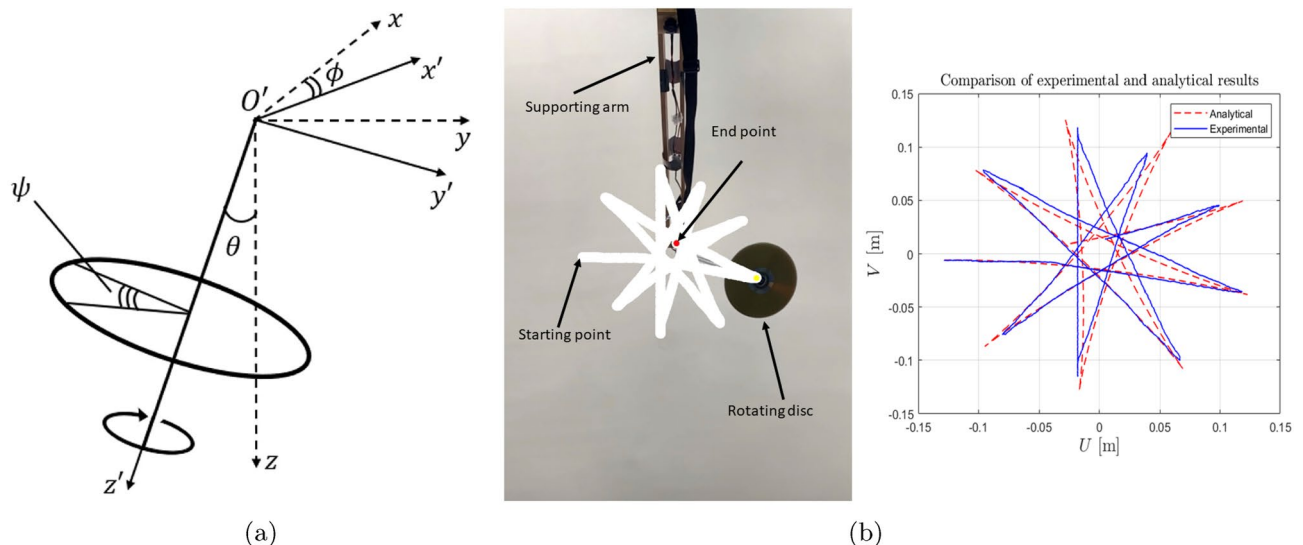 x
ϕ
x′
O′
y
y′
ψ
θ
z
z′
(a)
Supporting arm
End point
Starting point
Rotating disc
Comparison of experimental and analytical results
Analytical
Experimental
0.15
0.1
0.05
0
-0.05
-0.1
-0.15
V [m]
-0.15
-0.1
-0.05
0
0.05
0.1
0.15
U [m]
(b)